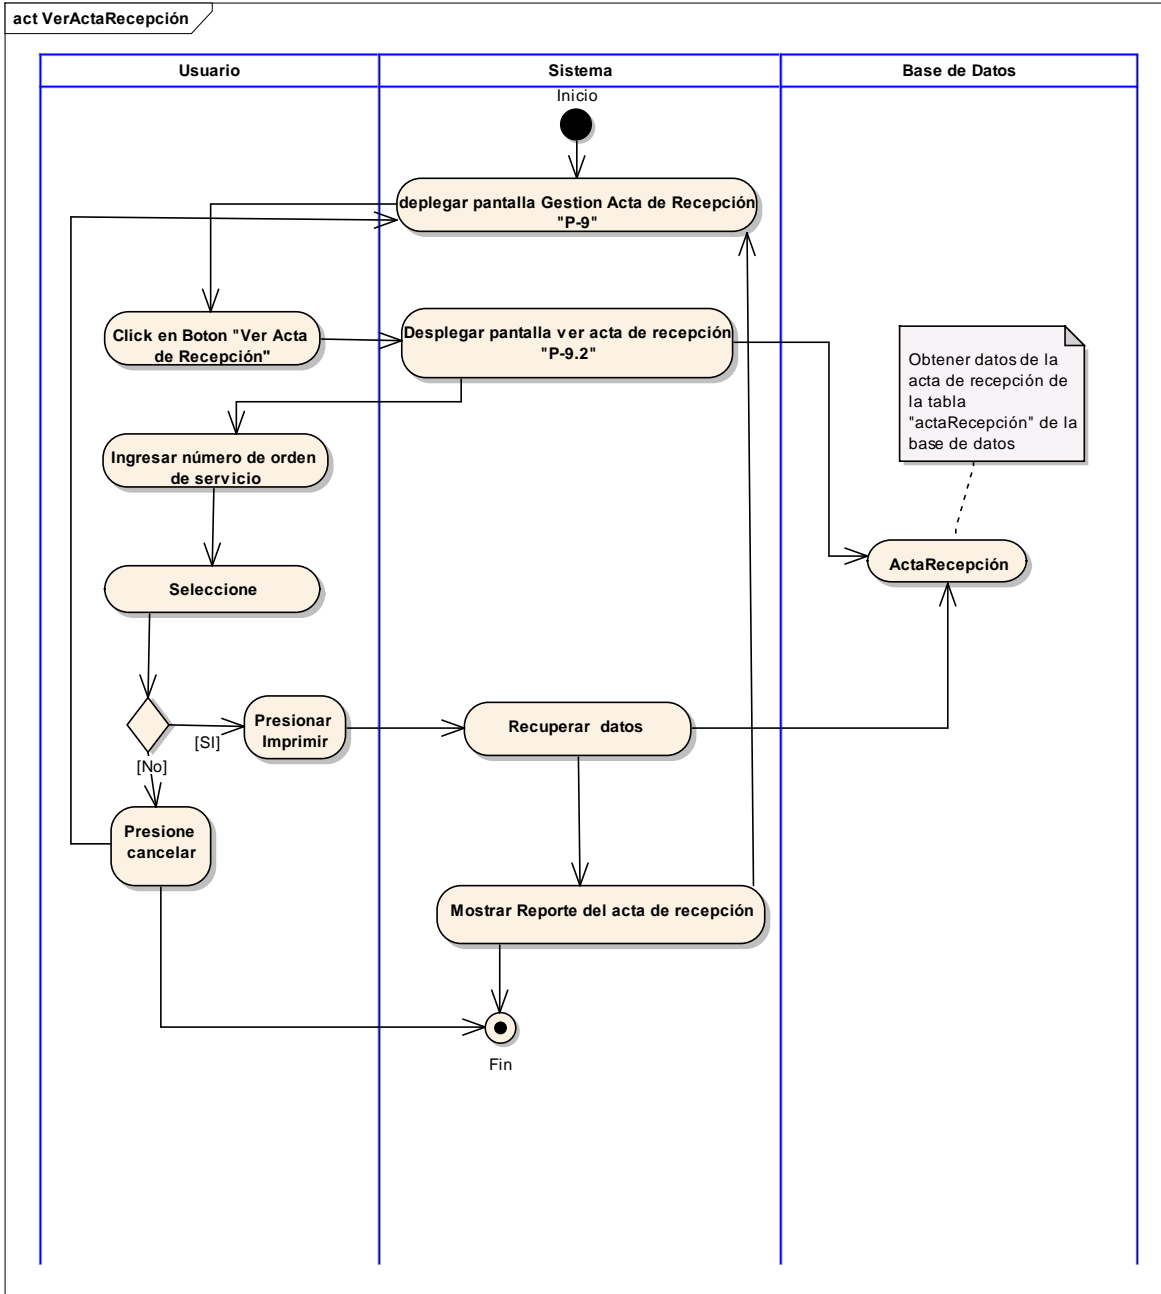 act VerActaRecepción
Usuario
Sistema
Base de Datos
Inicio
deplegar pantalla Gestion Acta de Recepción
"P-9"
Click en Boton "Ver Acta
de Recepción"
Desplegar pantalla ver acta de recepción
"P-9.2"
Obtener datos de la
acta de recepción de
la tabla
"actaRecepción" de la
base de datos
Ingresar número de orden
de servicio
ActaRecepción
Seleccione
Presionar
Imprimir
[SI]
Recuperar datos
[No]
Presione
cancelar
Mostrar Reporte del acta de recepción
Fin